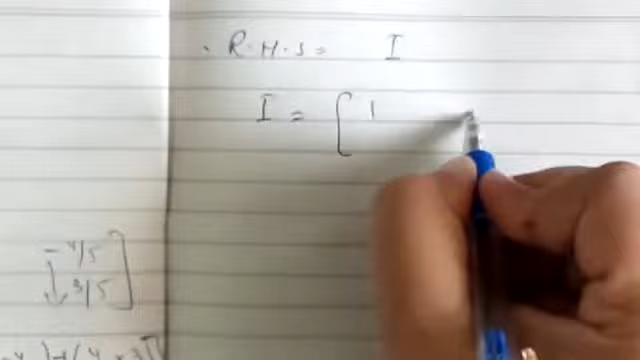 R.H.S = I
I = [ 1
- 4/5 ]
3/5